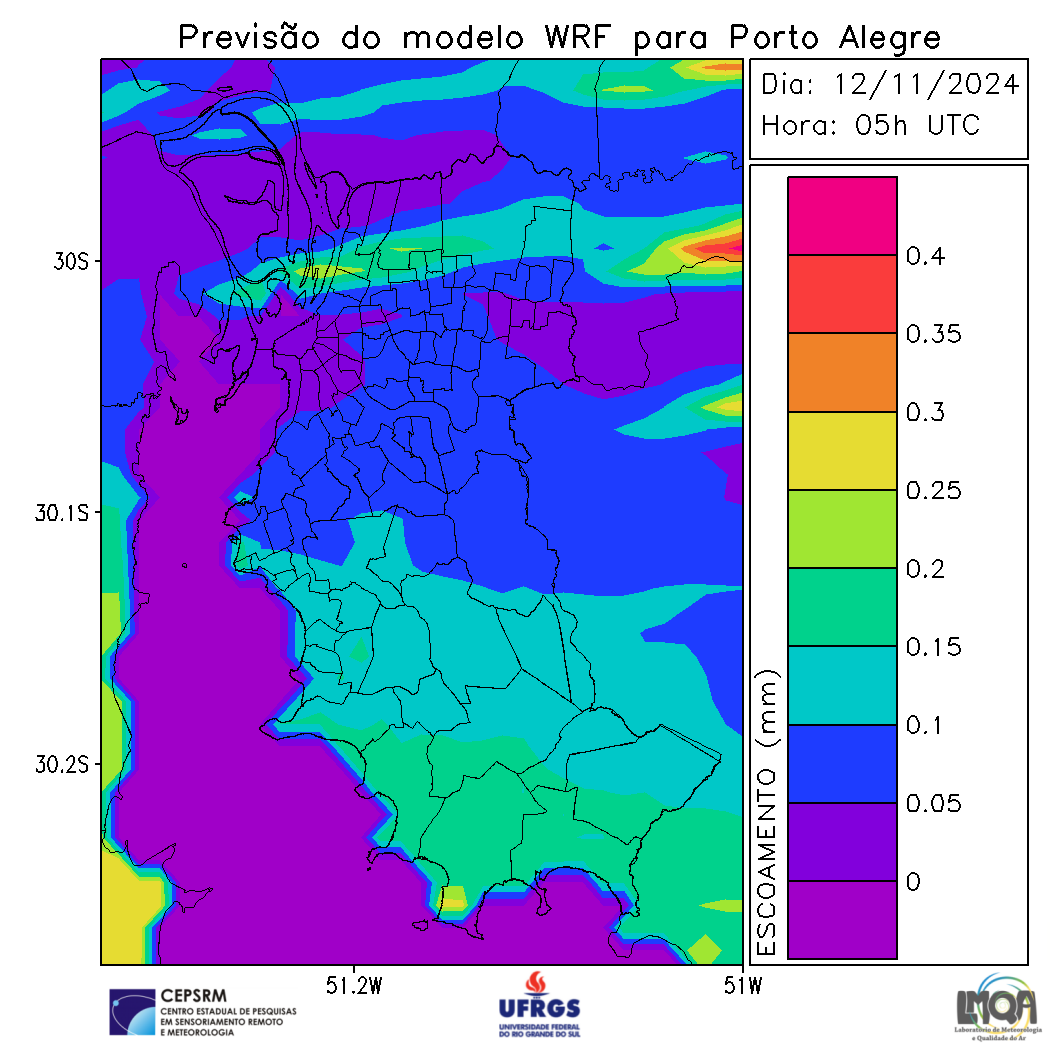 Previsão do modelo WRF para Porto Alegre
Dia: 12/11/2024
Hora: 05h UTC
30S
30.1S
30.2S
51.2W
51W
0.4
0.35
0.3
0.25
0.2
0.15
0.1
0.05
0
ESCOAMENTO (mm)
CEPSRM
CENTRO ESTADUAL DE PESQUISAS
EM SENSORIAMENTO REMOTO
E METEOROLOGIA
UFRGS
UNIVERSIDADE FEDERAL
DO RIO GRANDE DO SUL
LMQA
Laboratório de Meteorologia
e Qualidade do Ar